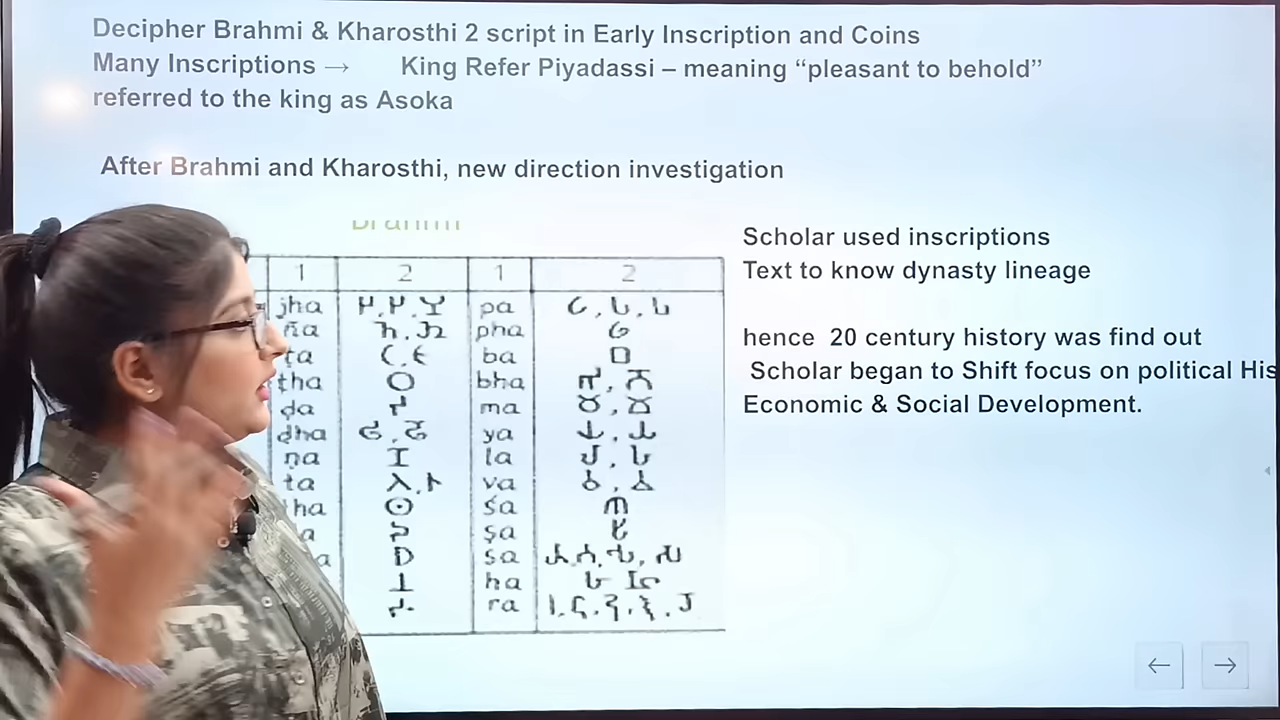 Decipher Brahmi & Kharosthi 2 script in Early Inscription and Coins
Many Inscriptions → King Refer Piyadassi – meaning “pleasant to behold”
referred to the king as Asoka
After Brahmi and Kharosthi, new direction investigation
Brahmi
1 2 1 2
jha pa
ña pha
ṭa ba
tha bha
ḍa ma
ḍha ya
ṇa la
ta va
tha śa
ṣa
sa
ha
ra
Scholar used inscriptions
Text to know dynasty lineage
hence 20 century history was find out
Scholar began to Shift focus on political His
Economic & Social Development.
← →